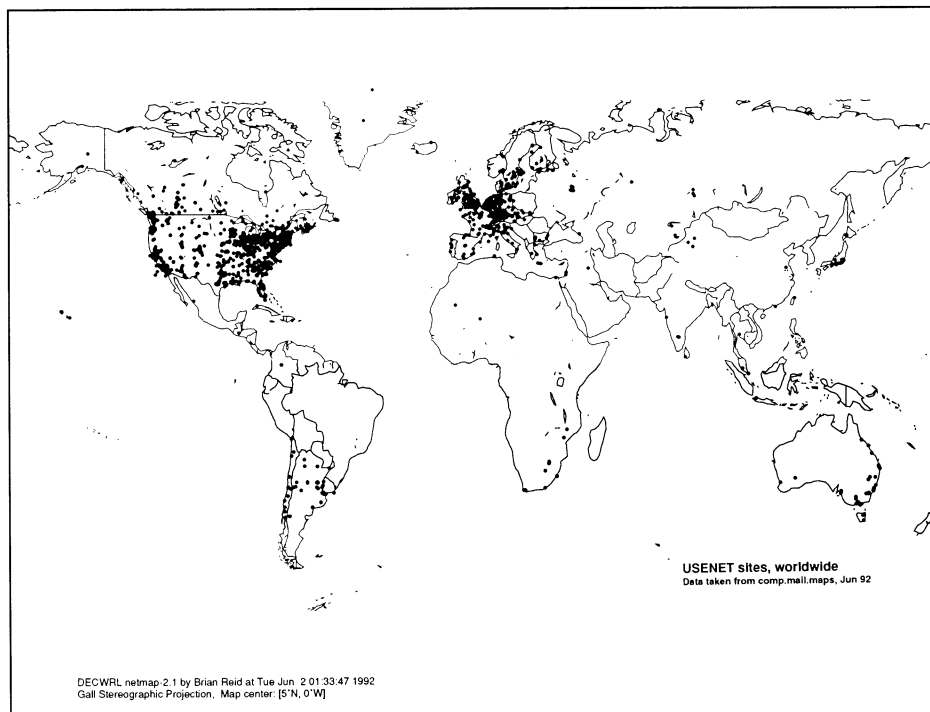 USENET sites, worldwide
Data taken from comp.mail.maps, Jun 92
DECWRL netmap-2.1 by Brian Reid at Tue Jun 2 01:33:47 1992
Gall Stereographic Projection, Map center: [5°N, 0°W]